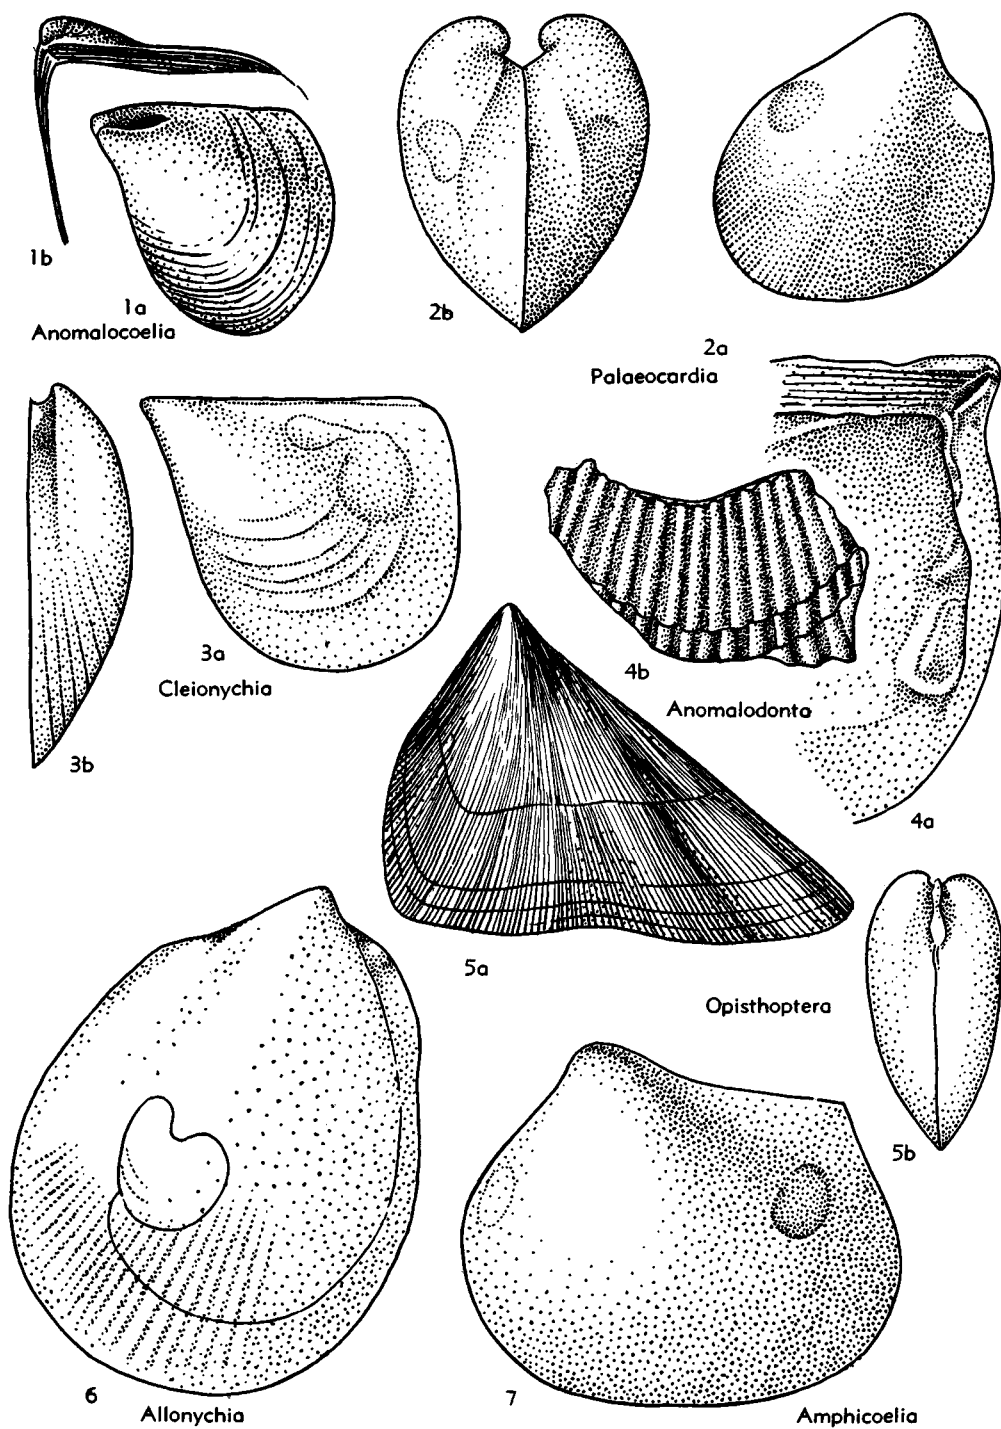 1b
1a
Anomalocoelia
2b
2a
Palaeocardia
3a
Cleionychia
3b
4b
Anomalodonta
4a
5a
Opisthoptera
5b
6
Allonychia
7
Amphicoelia